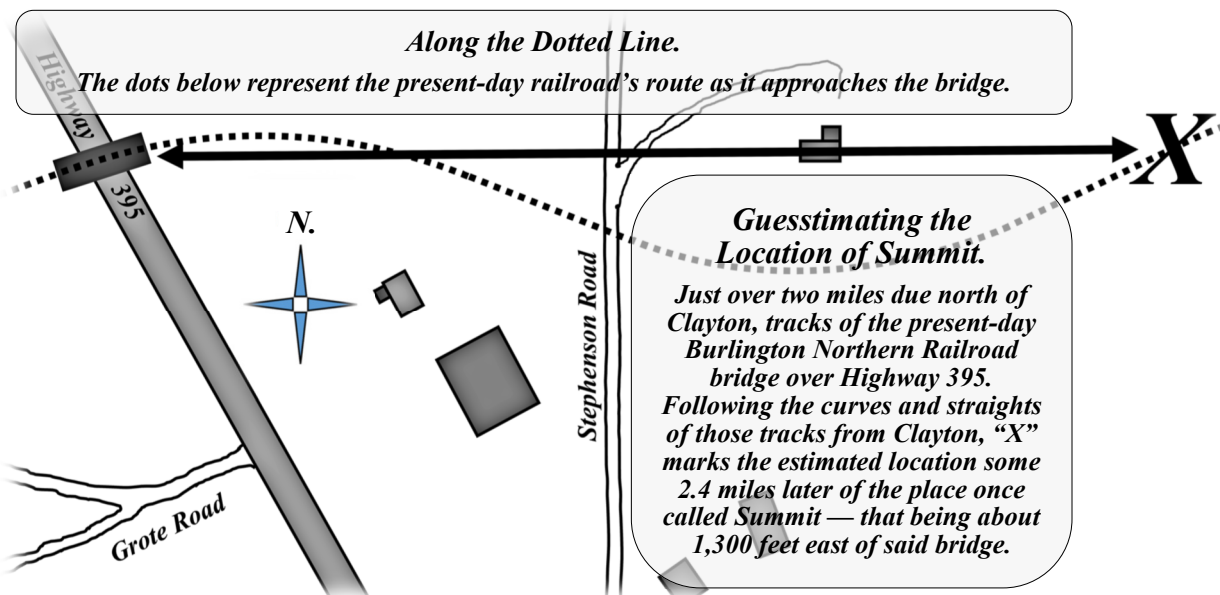 Along the Dotted Line.
The dots below represent the present-day railroad's route as it approaches the bridge.
Highway
395
X
N.
Stephenson Road
Grote Road
Guesstimating the
Location of Summit.
Just over two miles due north of
Clayton, tracks of the present-day
Burlington Northern Railroad
bridge over Highway 395.
Following the curves and straights
of those tracks from Clayton, “X”
marks the estimated location some
2.4 miles later of the place once
called Summit — that being about
1,300 feet east of said bridge.